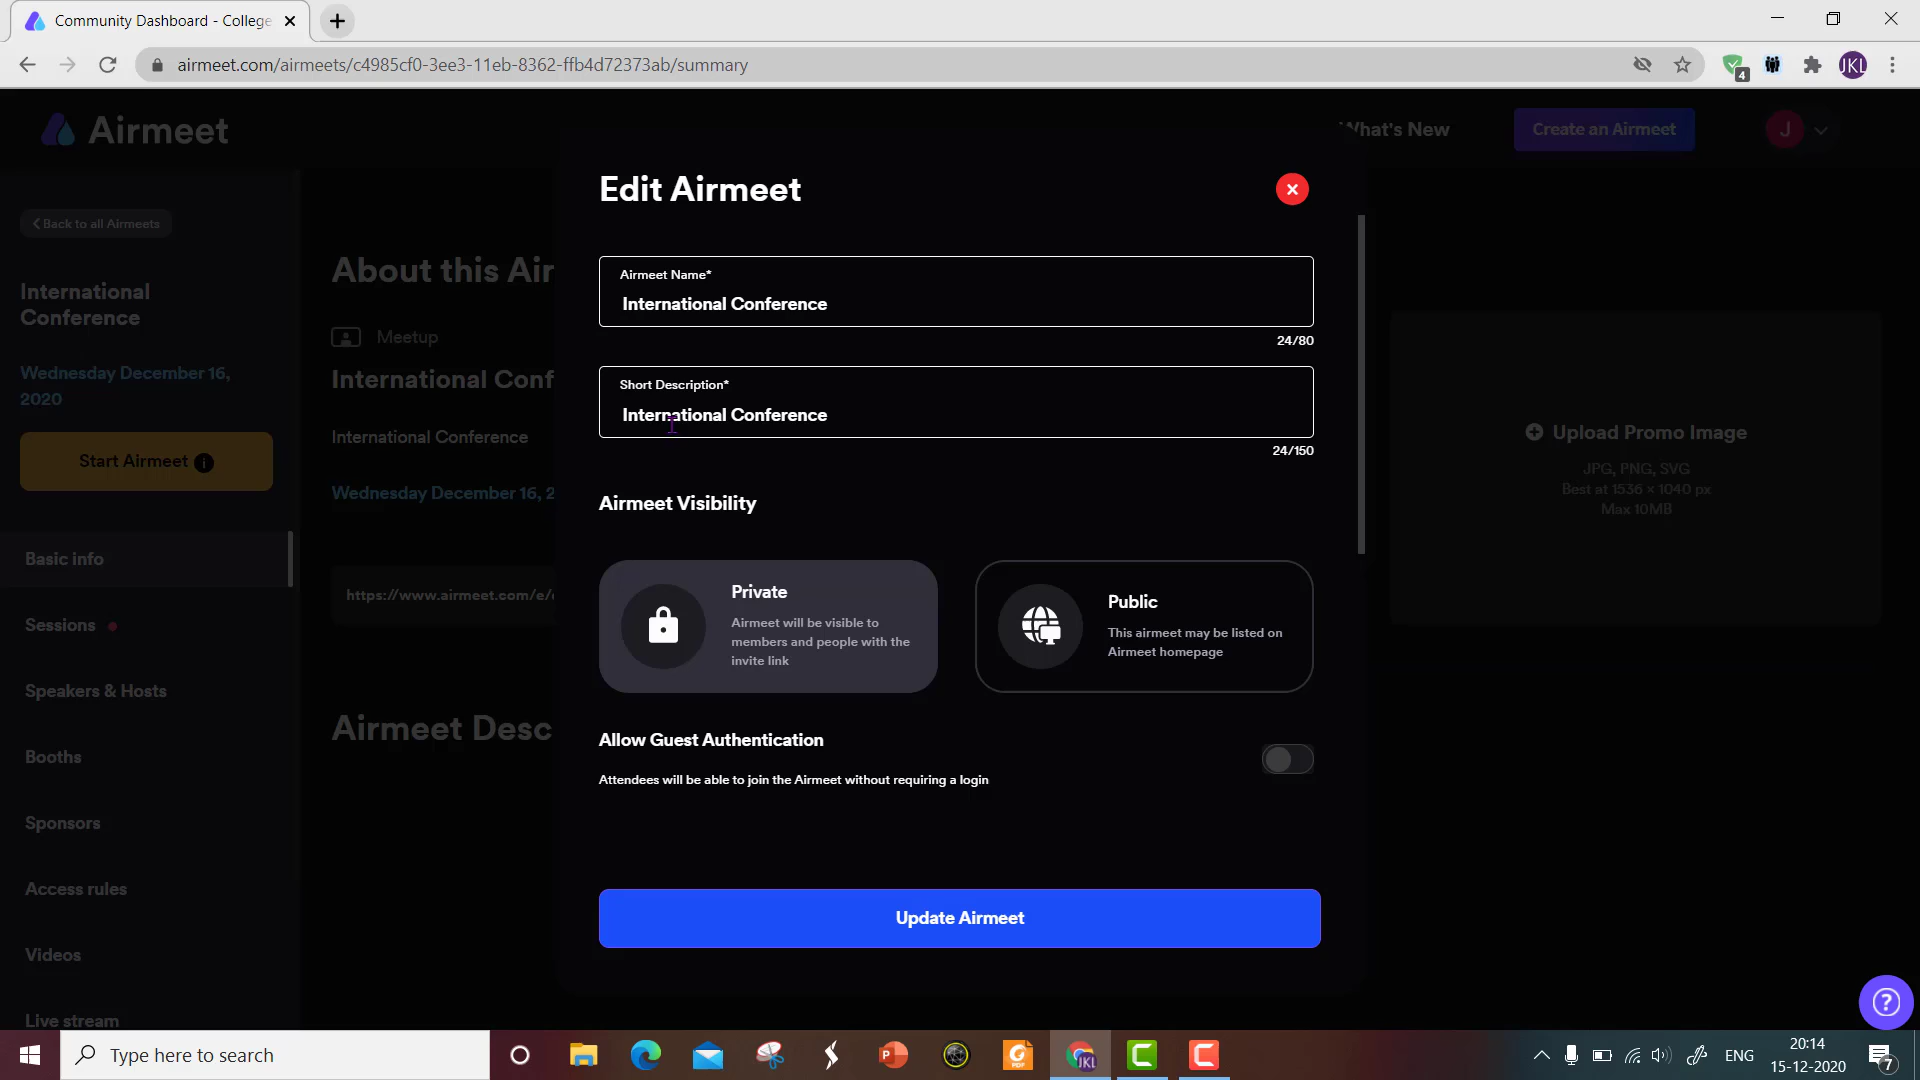 Community Dashboard - College
airmeet.com/airmeets/c4985cf0-3ee3-11eb-8362-ffb4d72373ab/summary
4
JKL
Airmeet
What's New
Create an Airmeet
J
Back to all Airmeets
International
Conference
Wednesday December 16,
2020
Start Airmeet
Basic info
Sessions
Speakers & Hosts
Booths
Sponsors
Access rules
Videos
Live stream
About this Air
Meetup
International Conf
International Conference
Wednesday December 16, 2
https://www.airmeet.com/e/
Airmeet Desc
Edit Airmeet
Airmeet Name*
International Conference
24/80
Short Description*
International Conference
24/150
Airmeet Visibility
Private
Airmeet will be visible to
members and people with the
invite link
Public
This airmeet may be listed on
Airmeet homepage
Allow Guest Authentication
Attendees will be able to join the Airmeet without requiring a login
Update Airmeet
Upload Promo Image
JPG, PNG, SVG
Best at 1536 × 1040 px
Max 10MB
Type here to search
ENG
20:14
15-12-2020
7